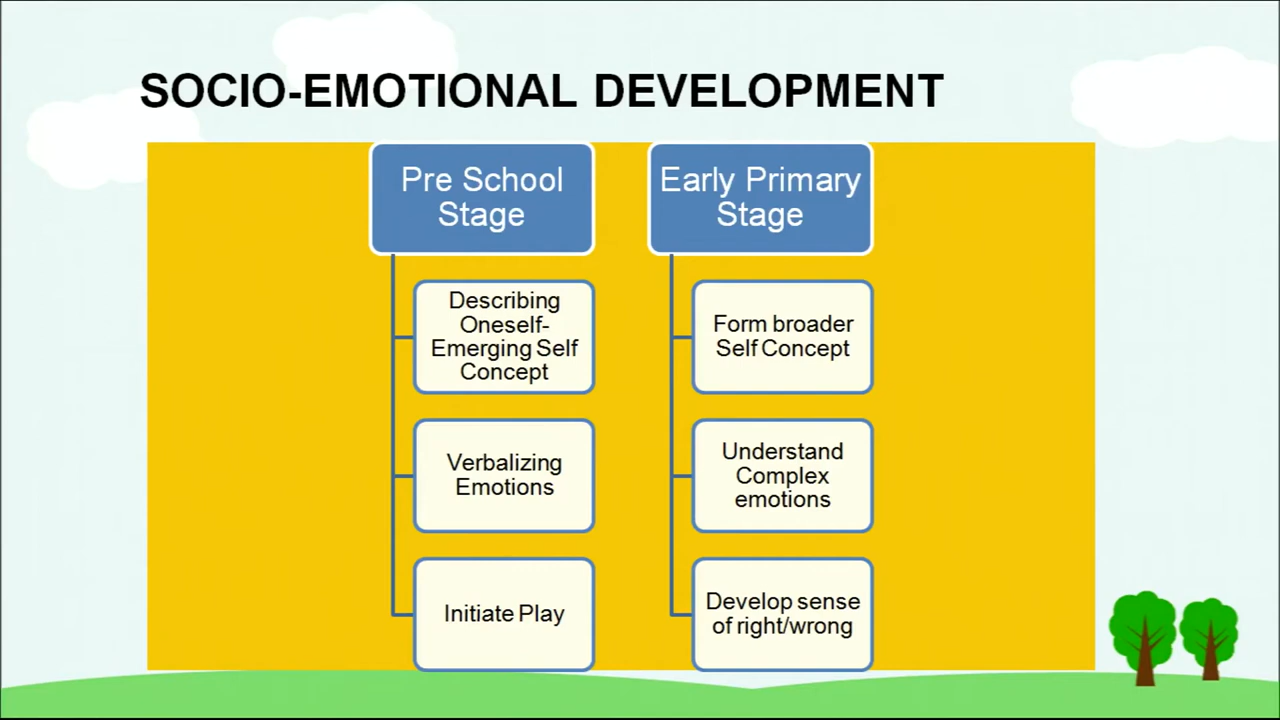 SOCIO-EMOTIONAL DEVELOPMENT
Pre School
Stage
Describing
Oneself-
Emerging Self
Concept
Verbalizing
Emotions
Initiate Play
Early Primary
Stage
Form broader
Self Concept
Understand
Complex
emotions
Develop sense
of right/wrong